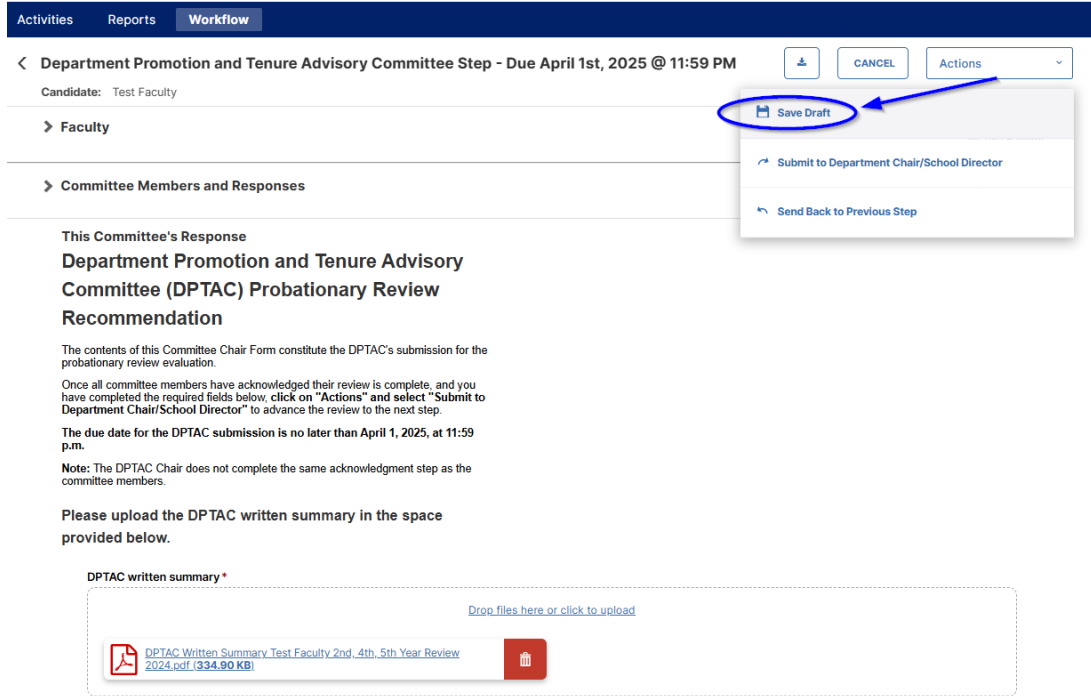 Activities Reports Workflow
Department Promotion and Tenure Advisory Committee Step - Due April 1st, 2025 @ 11:59 PM
CANCEL
Actions
Candidate: Test Faculty
Save Draft
Submit to Department Chair/School Director
Send Back to Previous Step
Faculty
Committee Members and Responses
This Committee's Response
Department Promotion and Tenure Advisory
Committee (DPTAC) Probationary Review
Recommendation
The contents of this Committee Chair Form constitute the DPTAC's submission for the
probationary review evaluation.
Once all committee members have acknowledged their review is complete, and you
have completed the required fields below, click on "Actions" and select "Submit to
Department Chair/School Director" to advance the review to the next step.
The due date for the DPTAC submission is no later than April 1, 2025, at 11:59
p.m.
Note: The DPTAC Chair does not complete the same acknowledgment step as the
committee members.
Please upload the DPTAC written summary in the space
provided below.
DPTAC written summary *
Drop files here or click to upload
DPTAC Written Summary Test Faculty 2nd, 4th, 5th Year Review
2024.pdf (334.90 KB)